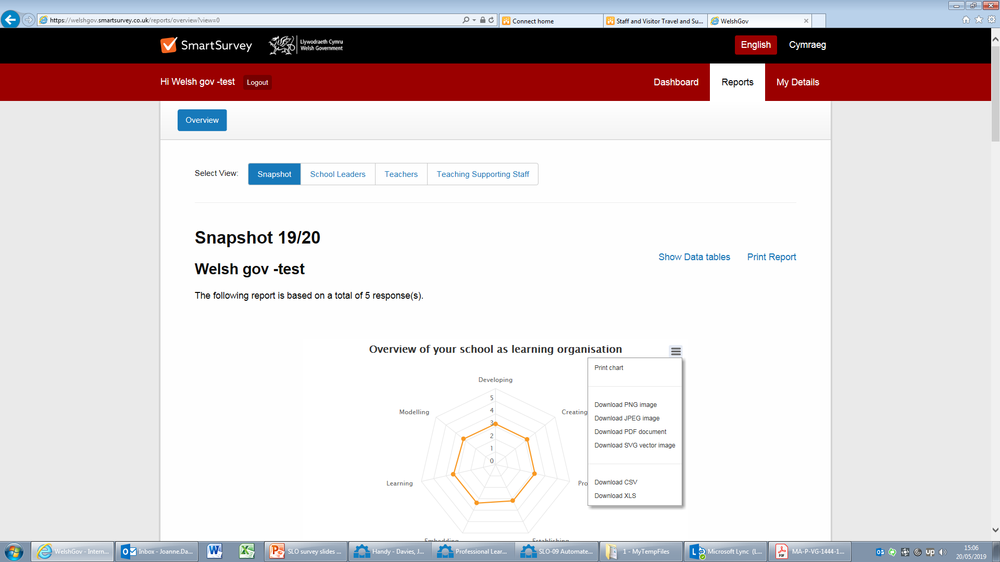 https://welshgov.smartsurvey.co.uk/reports/overview?view=0
Connect home
Staff and Visitor Travel and Su...
WelshGov
SmartSurvey
Llywodraeth Cymru
Welsh Government
English
Cymraeg
Hi Welsh gov -test
Logout
Dashboard
Reports
My Details
Overview
Select View:
Snapshot
School Leaders
Teachers
Teaching Supporting Staff
Snapshot 19/20
Show Data tables
Print Report
Welsh gov -test
The following report is based on a total of 5 response(s).
Overview of your school as learning organisation
Print chart
Download PNG image
Download JPEG image
Download PDF document
Download SVG vector image
Download CSV
Download XLS
Developing
Modelling
Creating
5
4
3
2
1
0
Learning
Pro
Embedding
Establishing
WelshGov - Intern...
Inbox - Joanne.Da...
SLO survey slides ...
Handy - Davies, J...
Professional Lear...
SLO-09 Automate...
1 - MyTempFiles
Microsoft Lync (L...
MA-P-VG-1444-1...
up
15:06
20/05/2019